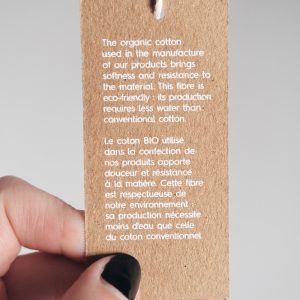 The organic cotton
used in the manufacture
of our products brings
softness and resistance to
the material. This fibre is
eco-friendly : its production
requires less water than
conventional cotton.
Le coton BIO utilisé
dans la confection de
nos produits apporte
douceur et résistance
à la matière. Cette fibre
est respectueuse de
notre environnement :
sa production nécessite
moins d'eau que celle
du coton conventionnel